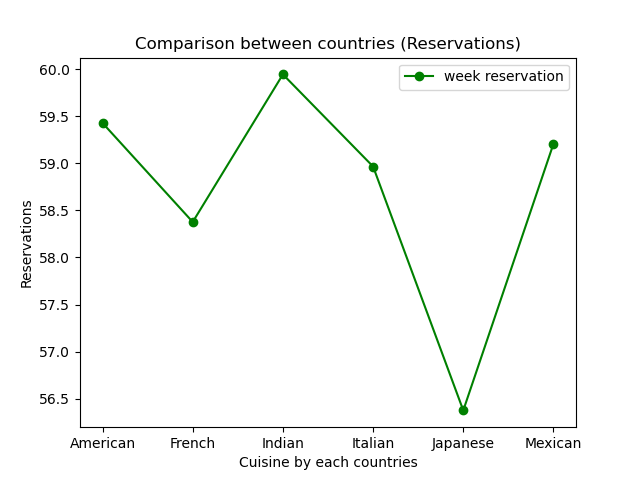 Comparison between countries (Reservations)
week reservation
60.0
59.5
59.0
58.5
58.0
57.5
57.0
56.5
Reservations
American French Indian Italian Japanese Mexican
Cuisine by each countries